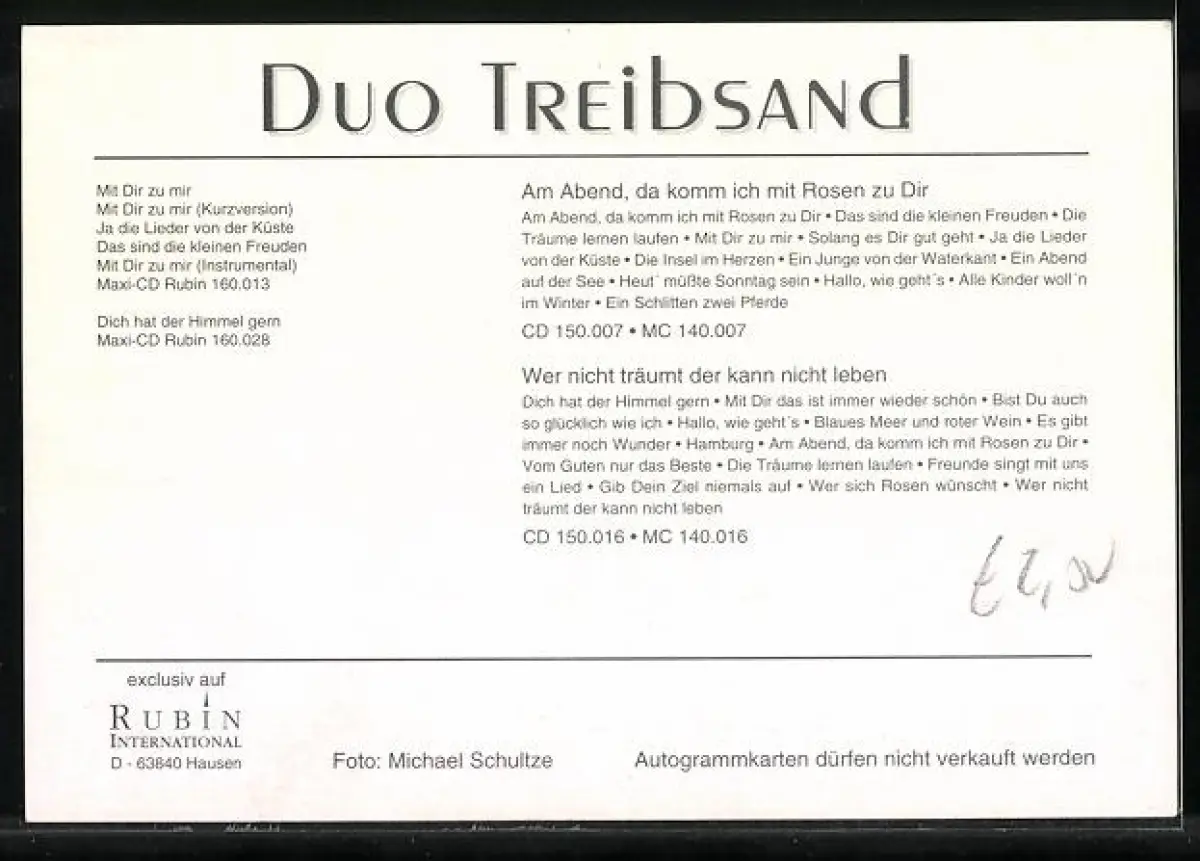 Duo Treibsand
Mit Dir zu mir
Mit Dir zu mir (Kurzversion)
Ja die Lieder von der Küste
Das sind die kleinen Freuden
Mit Dir zu mir (Instrumental)
Maxi-CD Rubin 160.013
Dich hat der Himmel gern
Maxi-CD Rubin 160.028
Am Abend, da komm ich mit Rosen zu Dir
Am Abend, da komm ich mit Rosen zu Dir • Das sind die kleinen Freuden • Die
Träume lernen laufen • Mit Dir zu mir • Solang es Dir gut geht • Ja die Lieder
von der Küste • Die Insel im Herzen • Ein Junge von der Waterkant • Ein Abend
auf der See • Heut´ müßte Sonntag sein • Hallo, wie geht´s • Alle Kinder woll´n
im Winter • Ein Schlitten zwei Pferde
CD 150.007 • MC 140.007
Wer nicht träumt der kann nicht leben
Dich hat der Himmel gern • Mit Dir das ist immer wieder schön • Bist Du auch
so glücklich wie ich • Hallo, wie geht´s • Blaues Meer und roter Wein • Es gibt
immer noch Wunder • Hamburg • Am Abend, da komm ich mit Rosen zu Dir •
Vom Guten nur das Beste • Die Träume lernen laufen • Freunde singt mit uns
ein Lied • Gib Dein Ziel niemals auf • Wer sich Rosen wünscht • Wer nicht
träumt der kann nicht leben
CD 150.016 • MC 140.016
exclusiv auf
RUBIN
INTERNATIONAL
D - 63840 Hausen
Foto: Michael Schultze
Autogrammkarten dürfen nicht verkauft werden